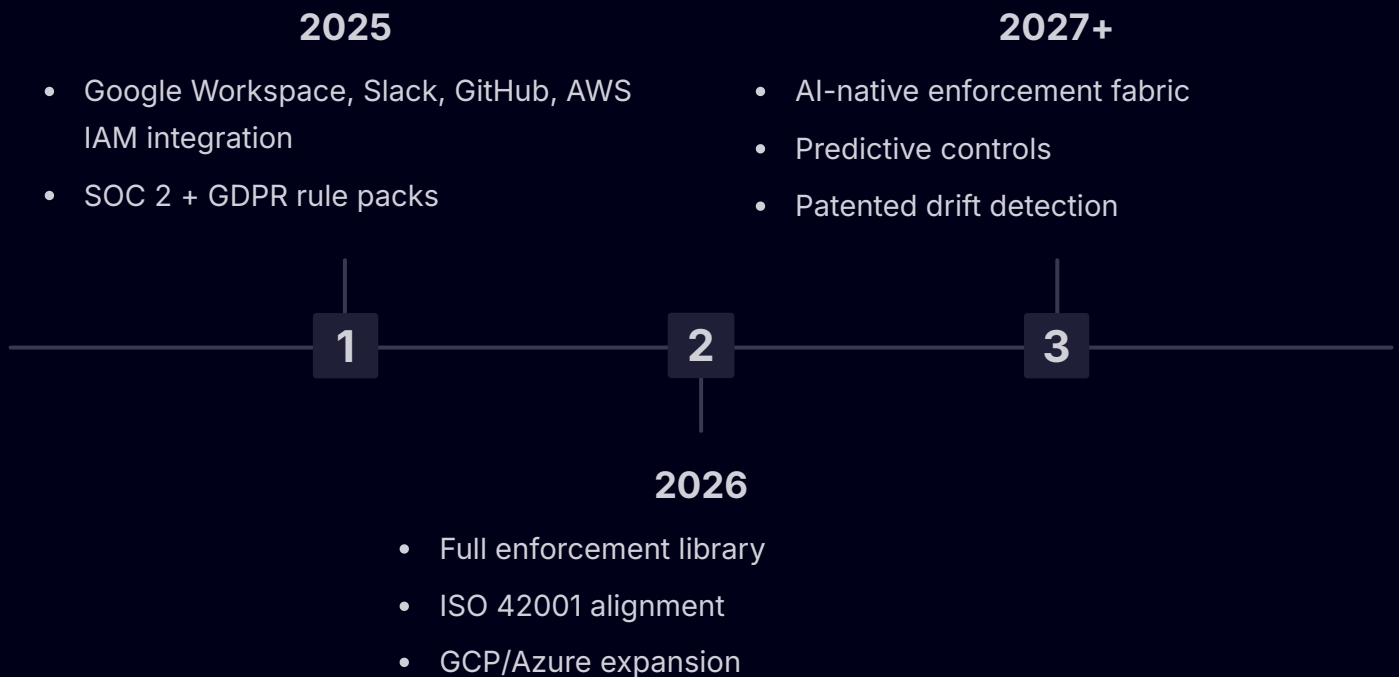 2025
• Google Workspace, Slack, GitHub, AWS
IAM integration
• SOC 2 + GDPR rule packs
2027+
• AI-native enforcement fabric
• Predictive controls
• Patented drift detection
1
2
3
2026
• Full enforcement library
• ISO 42001 alignment
• GCP/Azure expansion